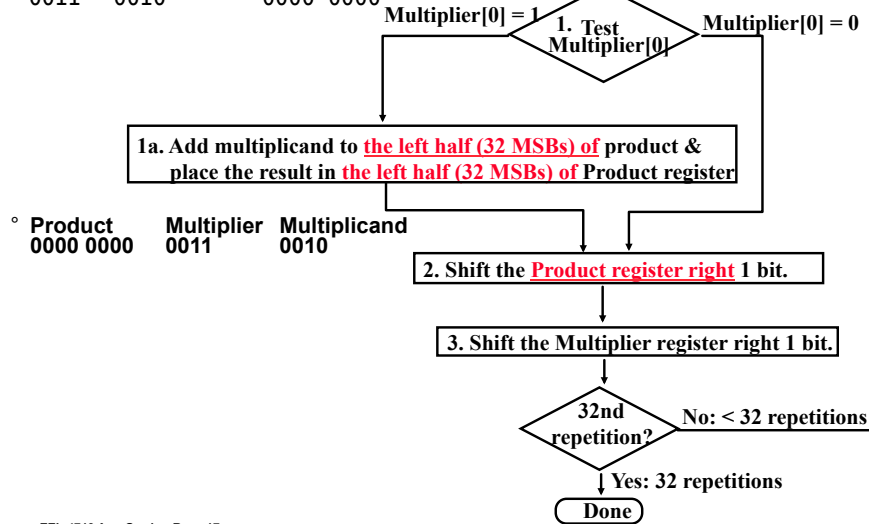 0011 0010 0000 0000
Multiplier[0] = 1
1. Test
Multiplier[0]
Multiplier[0] = 0
1a. Add multiplicand to the left half (32 MSBs) of product &
place the result in the left half (32 MSBs) of Product register
° Product Multiplier Multiplicand
0000 0000 0011 0010
2. Shift the Product register right 1 bit.
3. Shift the Multiplier register right 1 bit.
32nd
repetition?
No: < 32 repetitions
Yes: 32 repetitions
Done